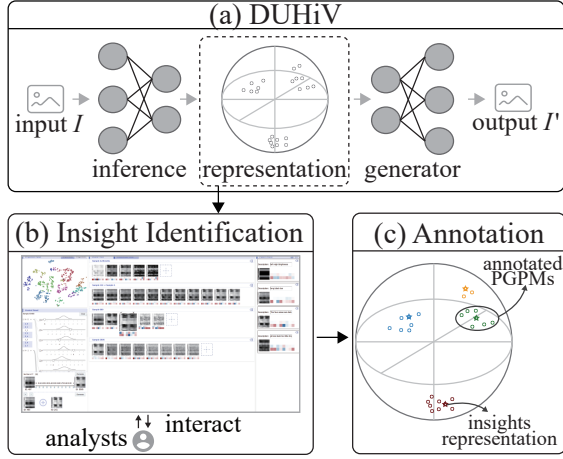 (a) DUHiV
input I
inference
representation
generator
output I'
(b) Insight Identification
analysts
interact
(c) Annotation
annotated
PGPMs
insights
representation